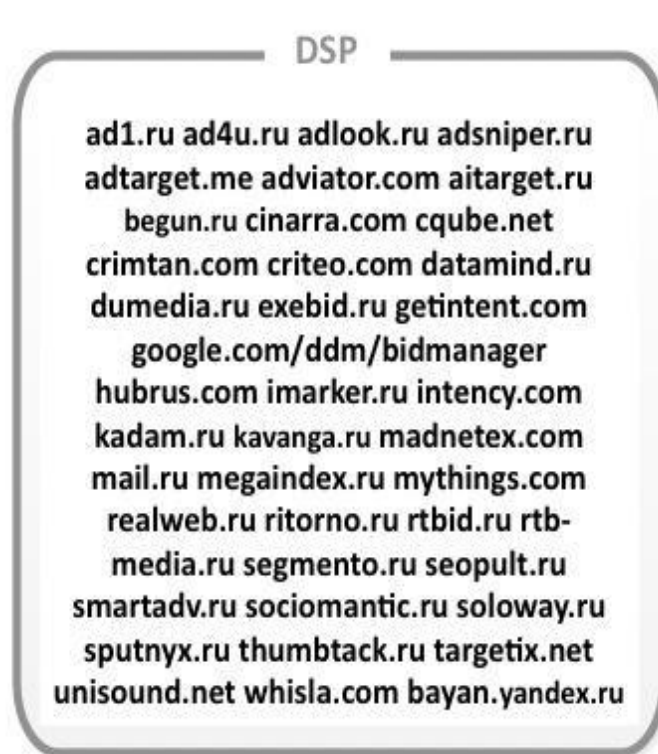 DSP
ad1.ru ad4u.ru adlook.ru adsniper.ru
adtarget.me adviator.com aitarget.ru
begun.ru cinarra.com cqube.net
crimtan.com criteo.com datamind.ru
dumedia.ru exebid.ru getintent.com
google.com/ddm/bidmanager
hubrus.com imarker.ru intency.com
kadam.ru kavanga.ru madnetex.com
mail.ru megaindex.ru mythings.com
realweb.ru ritorno.ru rtbid.ru rtb-
media.ru segmento.ru seopult.ru
smartadv.ru sociomantic.ru soloway.ru
sputnyx.ru thumbtack.ru targetix.net
unisound.net whisla.com bayan.yandex.ru